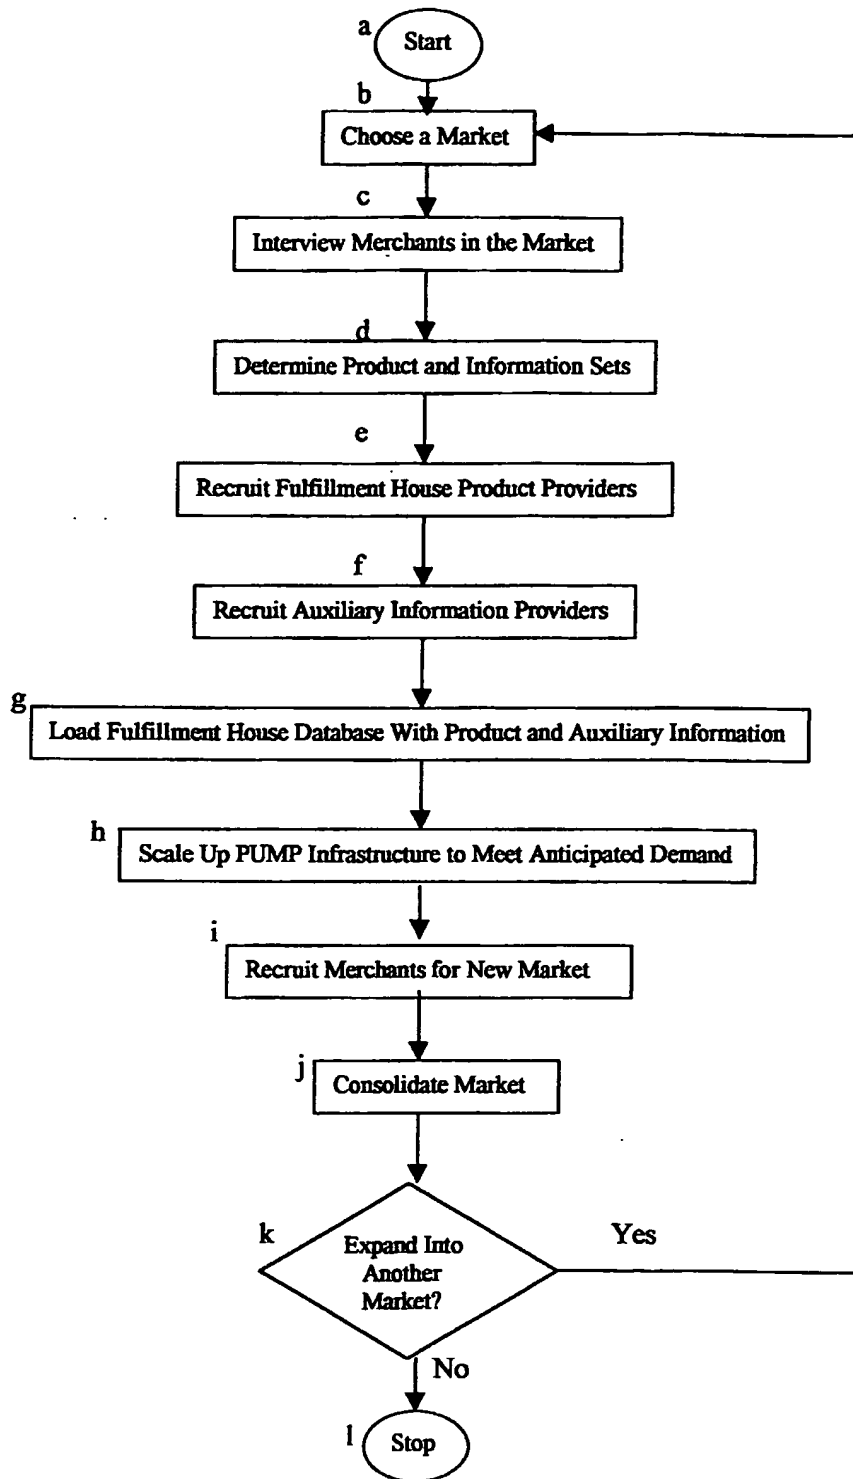 a
Start
b
Choose a Market
c
Interview Merchants in the Market
d
Determine Product and Information Sets
e
Recruit Fulfillment House Product Providers
f
Recruit Auxiliary Information Providers
g
Load Fulfillment House Database With Product and Auxiliary Information
h
Scale Up PUMP Infrastructure to Meet Anticipated Demand
i
Recruit Merchants for New Market
j
Consolidate Market
k
Expand Into
Another
Market?
Yes
No
l
Stop